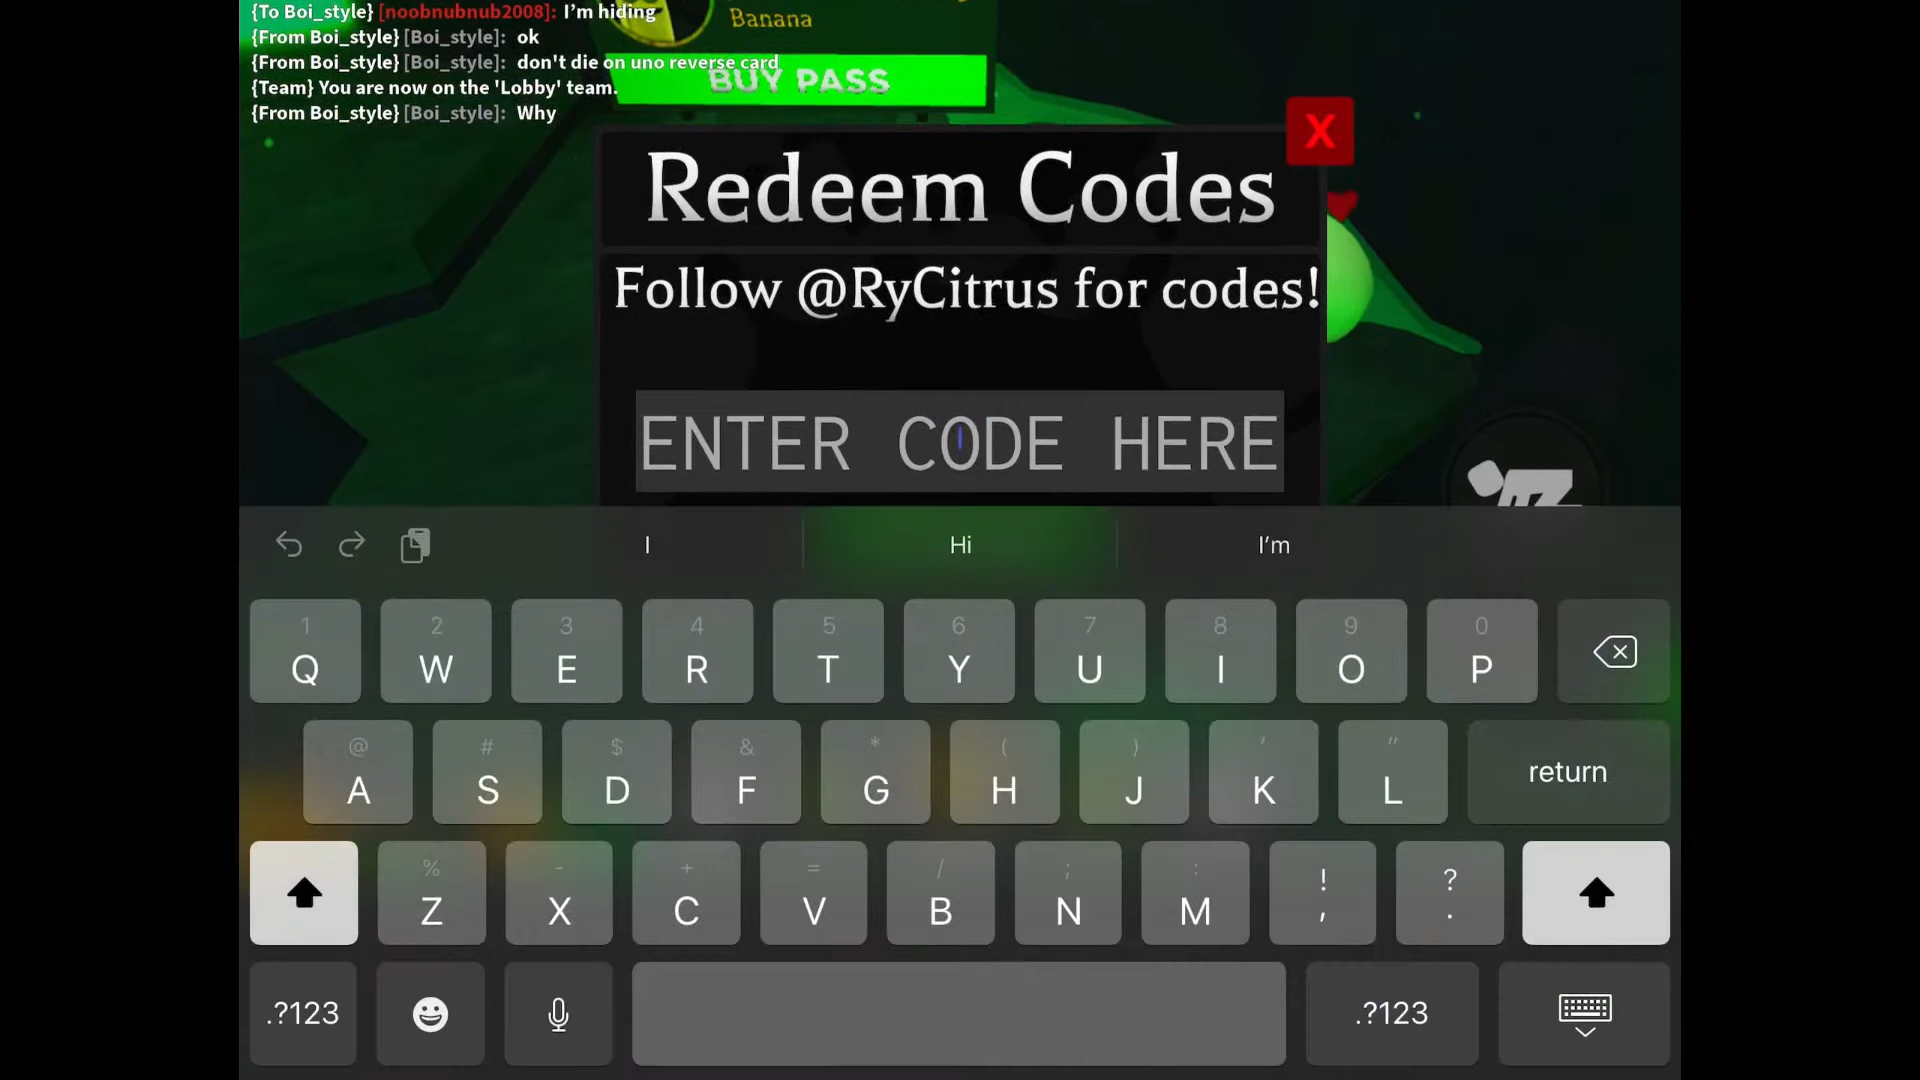 {To Boi_style} [noobnubnub2008]: I'm hiding
{From Boi_style} [Boi_style]: ok
{From Boi_style} [Boi_style]: don't die on uno reverse card
{Team} You are now on the 'Lobby' team.
{From Boi_style} [Boi_style]: Why
Banana
BUY PASS
X
Redeem Codes
Follow @RyCitrus for codes!
ENTER CODE HERE
I Hi I'm
1 2 3 4 5 6 7 8 9 0
Q W E R T Y U I O P
@ # $ & * ( ) ' "
A S D F G H J K L return
% - + = / ; : ! ?
Z X C V B N M , .
.?123 .?123